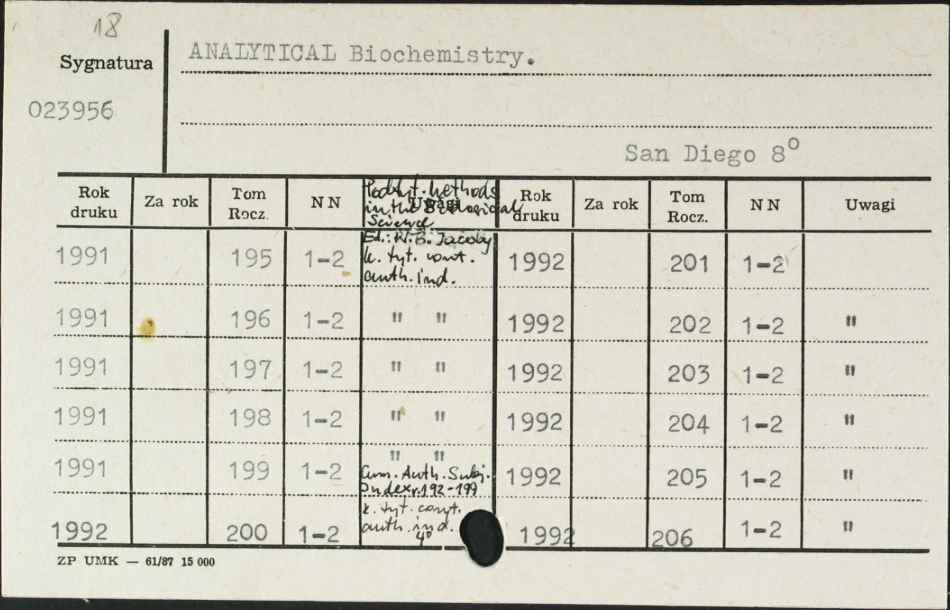 18
Sygnatura
ANALYTICAL Biochemistry.
023956
San Diego 8°
Rok druku Za rok Tom Rocz. NN Uwagi Rok druku Za rok Tom Rocz. NN Uwagi
Methods
in the Biological
Science
1991 195 1-2 Ed.: W.B. Jacoby 1992 201 1-2
k. tyt. cont.
auth. ind.
1991 196 1-2 " " 1992 202 1-2 "
1991 197 1-2 " " 1992 203 1-2 "
1991 198 1-2 " " 1992 204 1-2 "
" "
1991 199 1-2 Cum. Auth. Subj. 1992 205 1-2 "
Index v. 192-199
k. tyt. cont.
1992 200 1-2 auth. ind. 1992 206 1-2 "
4°
ZP UMK — 61/87 15 000